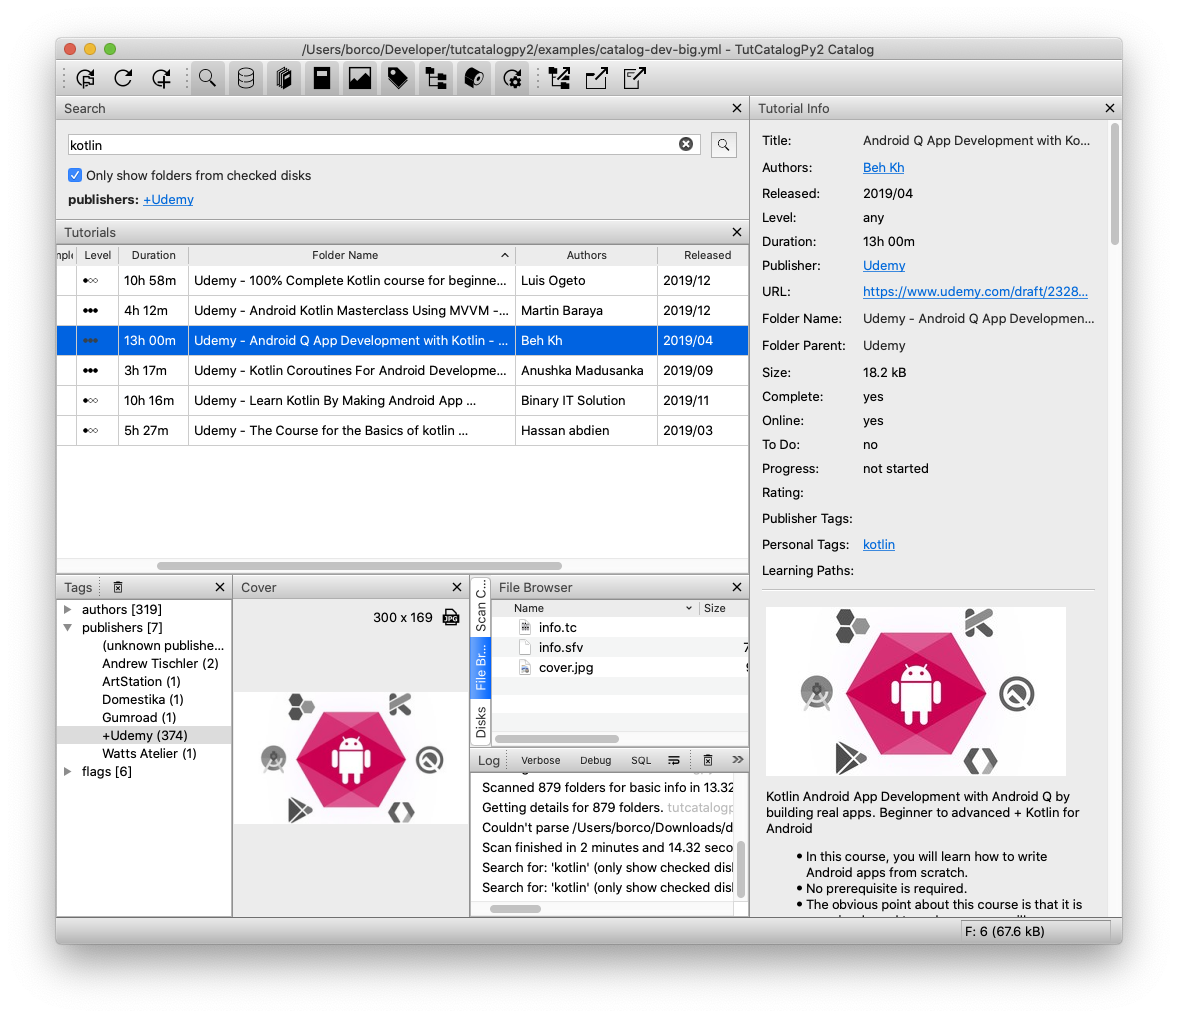 /Users/borco/Developer/tutcatalogpy2/examples/catalog-dev-big.yml - TutCatalogPy2 Catalog
Search
kotlin
Only show folders from checked disks
publishers: +Udemy
Tutorials
Level Duration Folder Name Authors Released
10h 58m Udemy - 100% Complete Kotlin course for beginne... Luis Ogeto 2019/12
4h 12m Udemy - Android Kotlin Masterclass Using MVVM -... Martin Baraya 2019/12
13h 00m Udemy - Android Q App Development with Kotlin - ... Beh Kh 2019/04
3h 17m Udemy - Kotlin Coroutines For Android Developme... Anushka Madusanka 2019/09
10h 16m Udemy - Learn Kotlin By Making Android App ... Binary IT Solution 2019/11
5h 27m Udemy - The Course for the Basics of kotlin ... Hassan abdien 2019/03
Tags
authors [319]
publishers [7]
(unknown publishe...
Andrew Tischler (2)
ArtStation (1)
Domestika (1)
Gumroad (1)
+Udemy (374)
Watts Atelier (1)
flags [6]
Cover
300 x 169 JPG
Scan C...
File Br...
Disks
File Browser
Name Size
info.tc
info.sfv
cover.jpg
Log Verbose Debug SQL
Scanned 879 folders for basic info in 13.32
Getting details for 879 folders. tutcatalogp
Couldn't parse /Users/borco/Downloads/d
Scan finished in 2 minutes and 14.32 seco
Search for: 'kotlin' (only show checked dis
Search for: 'kotlin' (only show checked dis
Tutorial Info
Title: Android Q App Development with Ko...
Authors: Beh Kh
Released: 2019/04
Level: any
Duration: 13h 00m
Publisher: Udemy
URL: https://www.udemy.com/draft/2328...
Folder Name: Udemy - Android Q App Developmen...
Folder Parent: Udemy
Size: 18.2 kB
Complete: yes
Online: yes
To Do: no
Progress: not started
Rating:
Publisher Tags:
Personal Tags: kotlin
Learning Paths:
Kotlin Android App Development with Android Q by
building real apps. Beginner to advanced + Kotlin for
Android
• In this course, you will learn how to write
Android apps from scratch.
• No prerequisite is required.
• The obvious point about this course is that it is
F: 6 (67.6 kB)